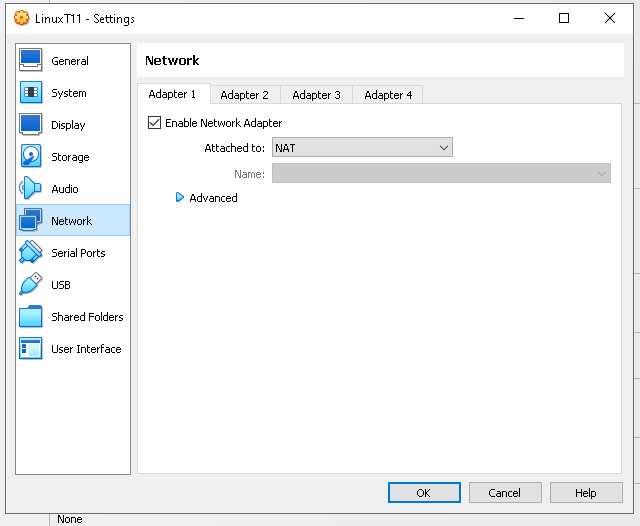 LinuxT11 - Settings
General
System
Display
Storage
Audio
Network
Serial Ports
USB
Shared Folders
User Interface
Network
Adapter 1 Adapter 2 Adapter 3 Adapter 4
Enable Network Adapter
Attached to: NAT
Name:
Advanced
OK Cancel Help
None